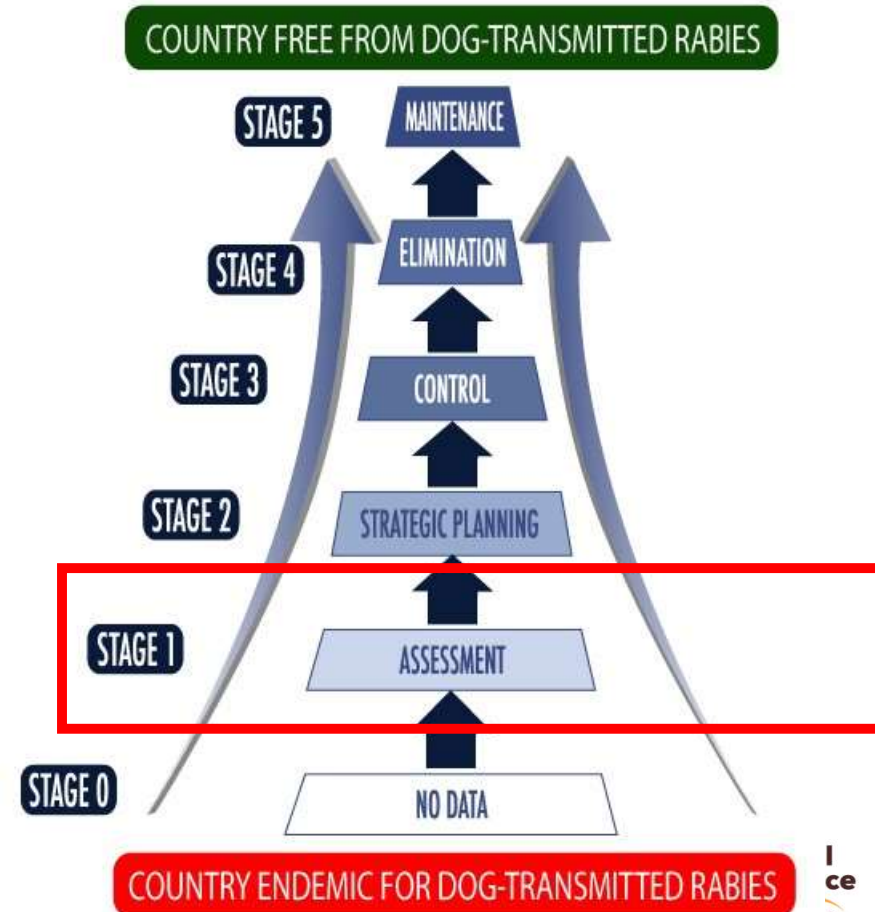 COUNTRY FREE FROM DOG-TRANSMITTED RABIES
STAGE 5
MAINTENANCE
STAGE 4
ELIMINATION
STAGE 3
CONTROL
STAGE 2
STRATEGIC PLANNING
STAGE 1
ASSESSMENT
STAGE 0
NO DATA
COUNTRY ENDEMIC FOR DOG-TRANSMITTED RABIES
l
ce